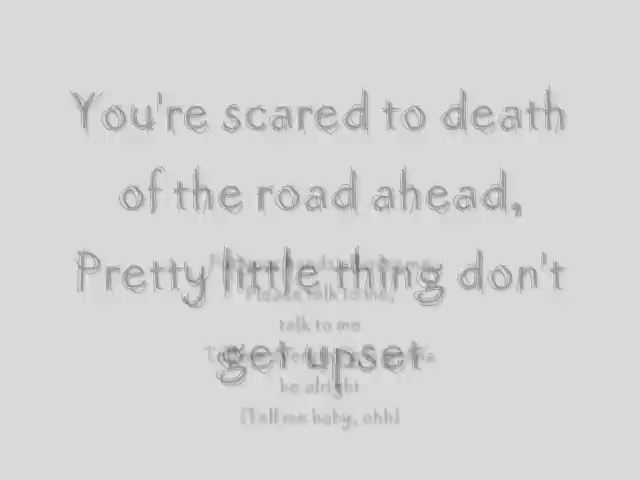 You're scared to death
of the road ahead,
Pretty little thing don't
get upset
Please talk to me,
talk to me
be alright
(Tell me baby, ohh)